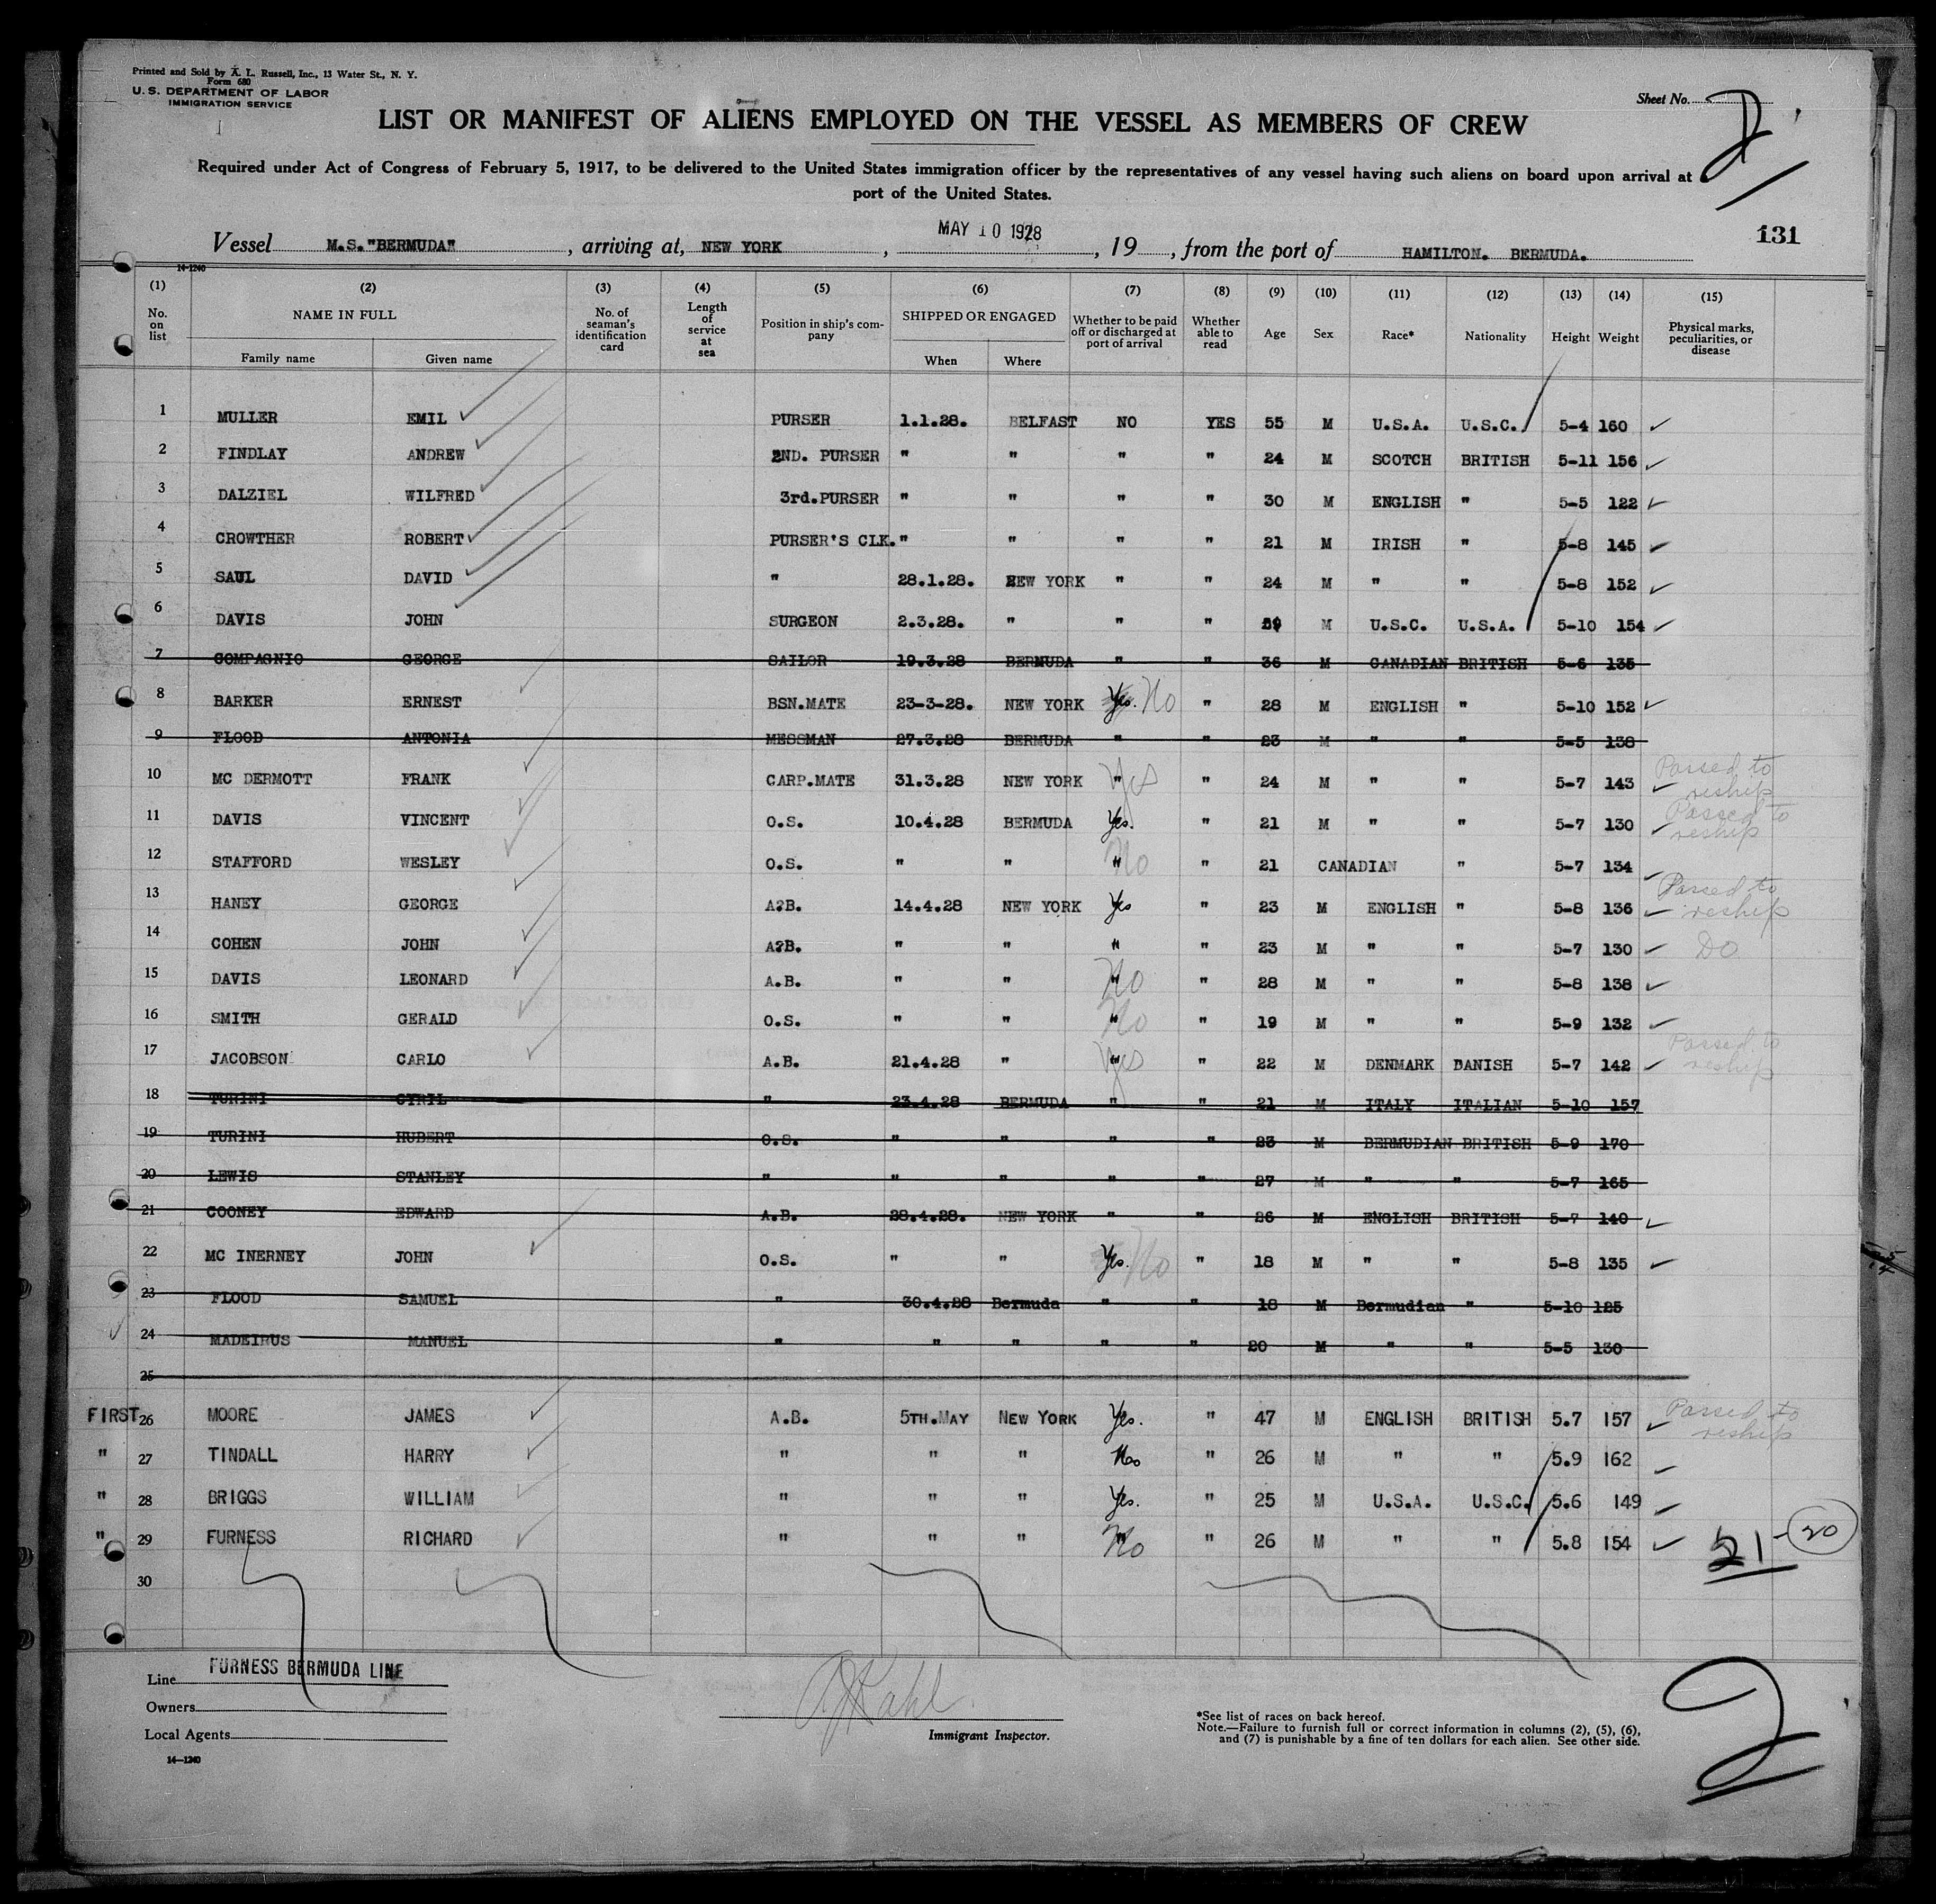 Printed and Sold by A. L. Russell, Inc., 13 Water St., N. Y.
Form 680
U. S. DEPARTMENT OF LABOR
IMMIGRATION SERVICE
Sheet No. 2
LIST OR MANIFEST OF ALIENS EMPLOYED ON THE VESSEL AS MEMBERS OF CREW
Required under Act of Congress of February 5, 1917, to be delivered to the United States immigration officer by the representatives of any vessel having such aliens on board upon arrival at
port of the United States.
131
Vessel M.S."BERMUDA", arriving at, NEW YORK, MAY 10 1928, 19 , from the port of HAMILTON. BERMUDA.
14-1240
(1) (2) (3) (4) (5) (6) (7) (8) (9) (10) (11) (12) (13) (14) (15)
No. on list NAME IN FULL Family name Given name No. of seaman's identification card Length of service at sea Position in ship's company SHIPPED OR ENGAGED When Where Whether to be paid off or discharged at port of arrival Whether able to read Age Sex Race* Nationality Height Weight Physical marks, peculiarities, or disease
1 MULLER EMIL PURSER 1.1.28. BELFAST NO YES 55 M U.S.A. U.S.C. 5-4 160
2 FINDLAY ANDREW 2ND. PURSER " " " " 24 M SCOTCH BRITISH 5-11 156
3 DALZIEL WILFRED 3rd.PURSER " " " " 30 M ENGLISH " 5-5 122
4 CROWTHER ROBERT PURSER'S CLK. " " " " 21 M IRISH " 5-8 145
5 SAUL DAVID " 28.1.28. NEW YORK " " 24 M " " 5-8 152
6 DAVIS JOHN SURGEON 2.3.28. " " " M U.S.C. U.S.A. 5-10 154
7 COMPAGNIO GEORGE SAILOR 19.3.28 BERMUDA " " 36 M CANADIAN BRITISH 5-6 135
8 BARKER ERNEST BSN.MATE 23-3-28. NEW YORK Yes. No " 28 M ENGLISH " 5-10 152
9 FLOOD ANTONIA MESSMAN 27.3.28 BERMUDA " " 23 M " " 5-5 138
10 MC DERMOTT FRANK CARP.MATE 31.3.28 NEW YORK " Yes " 24 M " " 5-7 143 Passed to reship
11 DAVIS VINCENT O.S. 10.4.28 BERMUDA Yes. " 21 M " " 5-7 130 Passed to reship
12 STAFFORD WESLEY O.S. " " " No " 21 CANADIAN " 5-7 134
13 HANEY GEORGE A?B. 14.4.28 NEW YORK Yes " 23 M ENGLISH " 5-8 136 Passed to reship
14 COHEN JOHN A?B. " " " " 23 M " " 5-7 130 Do
15 DAVIS LEONARD A.B. " " " No " 28 M " " 5-8 138
16 SMITH GERALD O.S. " " " No " 19 M " " 5-9 132
17 JACOBSON CARLO A.B. 21.4.28 " " Yes " 22 M DENMARK DANISH 5-7 142 Passed to reship
18 TURINI CYRIL " 23.4.28 BERMUDA " " 21 M ITALY ITALIAN 5-10 157
19 TURINI HUBERT O.S. " " " " 23 M BERMUDIAN BRITISH 5-9 170
20 LEWIS STANLEY " " " " " 27 M " " 5-7 165
21 COONEY EDWARD A.B. 28.4.28. NEW YORK " " 26 M ENGLISH BRITISH 5-7 140
22 MC INERNEY JOHN O.S. " " Yes. No " 18 M " " 5-8 135
23 FLOOD SAMUEL " 30.4.28 Bermuda " " 18 M Bermudian " 5-10 125
24 MADEIRUS MANUEL " " " " " 20 M " " 5-5 130
25
FIRST 26 MOORE JAMES A.B. 5TH.MAY NEW YORK Yes. " 47 M ENGLISH BRITISH 5.7 157 Passed to reship
" 27 TINDALL HARRY " " " No " 26 M " " 5.9 162
" 28 BRIGGS WILLIAM " " " Yes. " 25 M U.S.A. U.S.C. 5.6 149
" 29 FURNESS RICHARD " " " " No " 26 M " " 5.8 154 21 - 20
30
Line FURNESS BERMUDA LINE
Owners
Local Agents
14-1240
Kahl
Immigrant Inspector.
*See list of races on back hereof.
Note.—Failure to furnish full or correct information in columns (2), (5), (6),
and (7) is punishable by a fine of ten dollars for each alien. See other side.
2